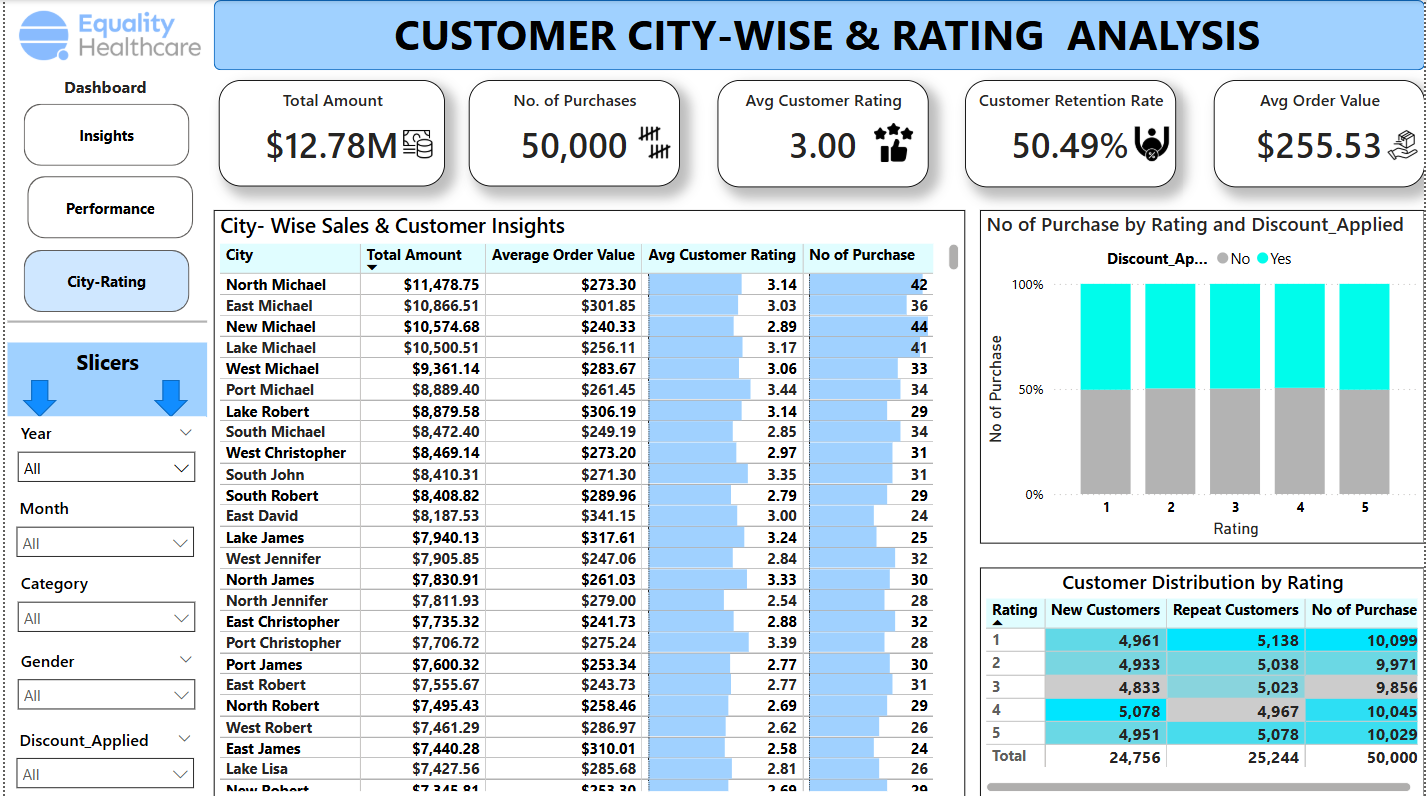 Equality
Healthcare
CUSTOMER CITY-WISE & RATING ANALYSIS
Dashboard
Insights
Performance
City-Rating
Slicers
Year
All
Month
All
Category
All
Gender
All
Discount_Applied
All
Total Amount
$12.78M
No. of Purchases
50,000
Avg Customer Rating
3.00
Customer Retention Rate
50.49%
%
Avg Order Value
$255.53
City- Wise Sales & Customer Insights
City Total Amount Average Order Value Avg Customer Rating No of Purchase
North Michael $11,478.75 $273.30 3.14 42
East Michael $10,866.51 $301.85 3.03 36
New Michael $10,574.68 $240.33 2.89 44
Lake Michael $10,500.51 $256.11 3.17 41
West Michael $9,361.14 $283.67 3.06 33
Port Michael $8,889.40 $261.45 3.44 34
Lake Robert $8,879.58 $306.19 3.14 29
South Michael $8,472.40 $249.19 2.85 34
West Christopher $8,469.14 $273.20 2.97 31
South John $8,410.31 $271.30 3.35 31
South Robert $8,408.82 $289.96 2.79 29
East David $8,187.53 $341.15 3.00 24
Lake James $7,940.13 $317.61 3.24 25
West Jennifer $7,905.85 $247.06 2.84 32
North James $7,830.91 $261.03 3.33 30
North Jennifer $7,811.93 $279.00 2.54 28
East Christopher $7,735.32 $241.73 2.88 32
Port Christopher $7,706.72 $275.24 3.39 28
Port James $7,600.32 $253.34 2.77 30
East Robert $7,555.67 $243.73 2.77 31
North Robert $7,495.43 $258.46 2.69 29
West Robert $7,461.29 $286.97 2.62 26
East James $7,440.28 $310.01 2.58 24
Lake Lisa $7,427.56 $285.68 2.81 26
New Robert $7,345.81 $253.30 2.69 29
No of Purchase by Rating and Discount_Applied
Discount_Ap... No Yes
No of Purchase
100%
50%
0%
1 2 3 4 5
Rating
Customer Distribution by Rating
Rating New Customers Repeat Customers No of Purchase
1 4,961 5,138 10,099
2 4,933 5,038 9,971
3 4,833 5,023 9,856
4 5,078 4,967 10,045
5 4,951 5,078 10,029
Total 24,756 25,244 50,000